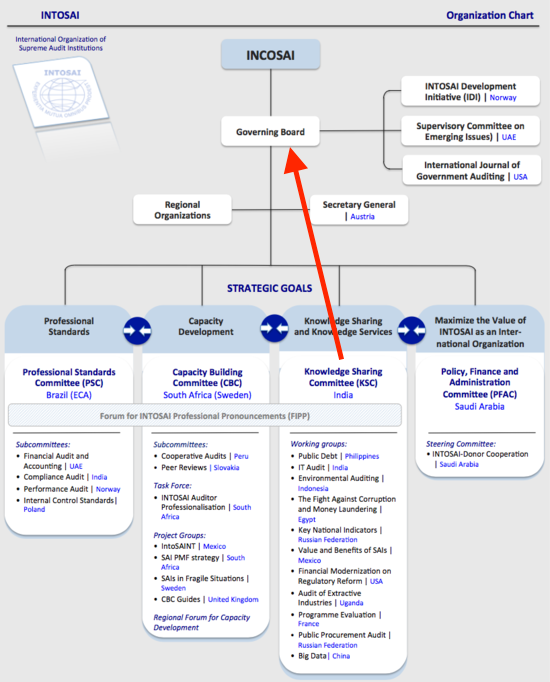 INTOSAI
Organization Chart
International Organization of
Supreme Audit Institutions
INTOSAI
INCOSAI
Governing Board
INTOSAI Development
Initiative (IDI) | Norway
Supervisory Committee on
Emerging Issues) | UAE
International Journal of
Government Auditing | USA
Regional
Organizations
Secretary General
| Austria
STRATEGIC GOALS
Professional
Standards
Capacity
Development
Knowledge Sharing
and Knowledge Services
Maximize the Value of
INTOSAI as an Inter-
national Organization
Professional Standards
Committee (PSC)
Brazil (ECA)
Capacity Building
Committee (CBC)
South Africa (Sweden)
Knowledge Sharing
Committee (KSC)
India
Policy, Finance and
Administration
Committee (PFAC)
Saudi Arabia
Forum for INTOSAI Professional Pronouncements (FIPP)
Subcommittees:
• Financial Audit and
Accounting | UAE
• Compliance Audit | India
• Performance Audit | Norway
• Internal Control Standards|
Poland
Subcommittees:
• Cooperative Audits | Peru
• Peer Reviews | Slovakia
Task Force:
• INTOSAI Auditor
Professionalisation | South
Africa
Project Groups:
• IntoSAINT | Mexico
• SAI PMF strategy | South
Africa
• SAIs in Fragile Situations |
Sweden
• CBC Guides | United Kingdom
Regional Forum for Capacity
Development
Working groups:
• Public Debt | Philippines
• IT Audit | India
• Environmental Auditing |
Indonesia
• The Fight Against Corruption
and Money Laundering |
Egypt
• Key National Indicators |
Russian Federation
• Value and Benefits of SAIs |
Mexico
• Financial Modernization on
Regulatory Reform | USA
• Audit of Extractive
Industries | Uganda
• Programme Evaluation |
France
• Public Procurement Audit |
Russian Federation
• Big Data| China
Steering Committee:
• INTOSAI-Donor Cooperation
| Saudi Arabia